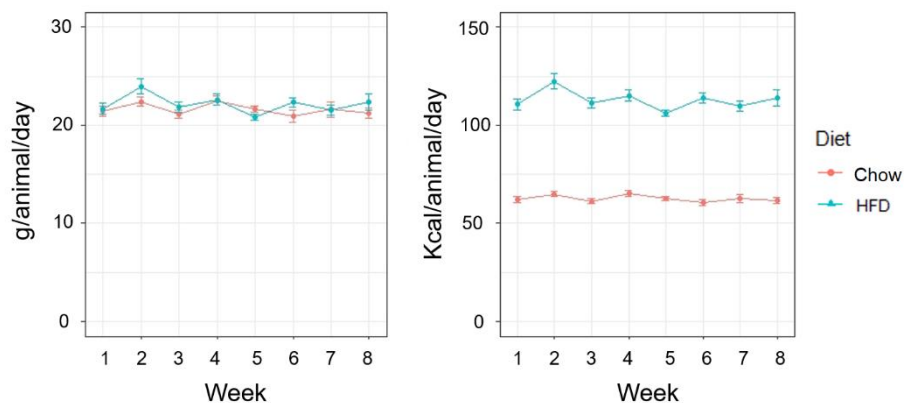 g/animal/day
30
20
10
0
1 2 3 4 5 6 7 8
Week
Kcal/animal/day
150
100
50
0
1 2 3 4 5 6 7 8
Week
Diet
Chow
HFD